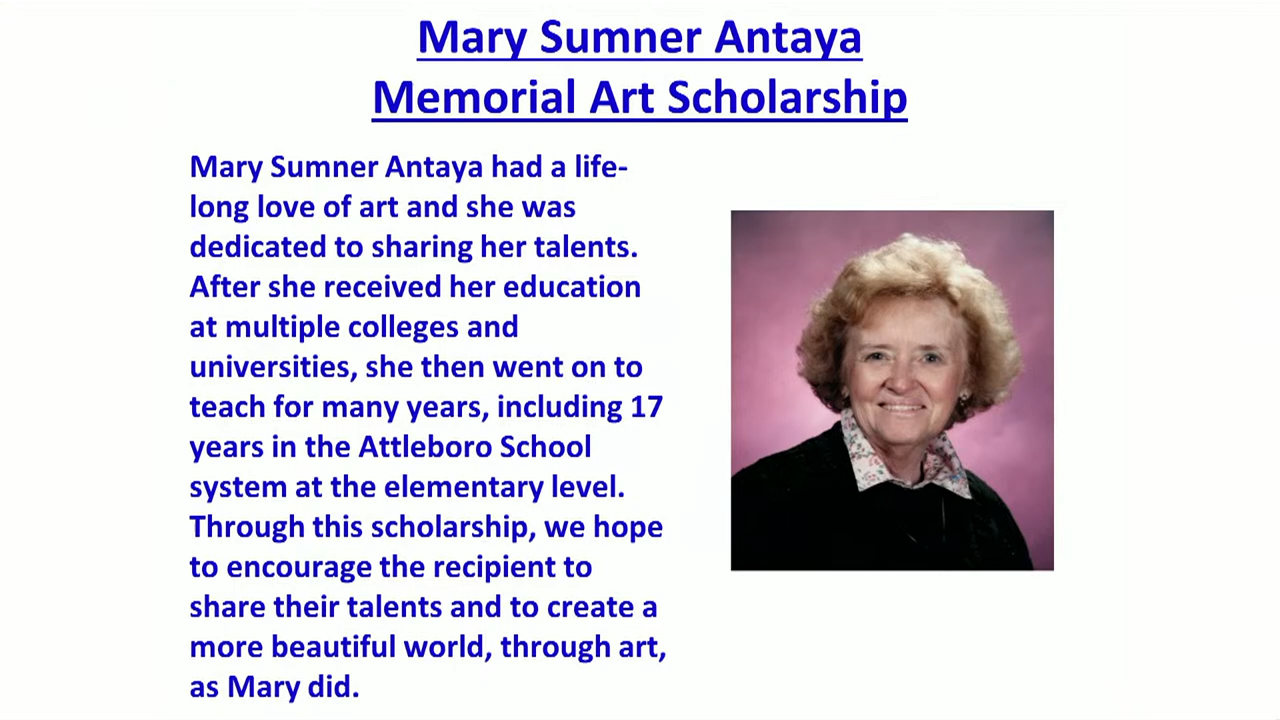 Mary Sumner Antaya
Memorial Art Scholarship
Mary Sumner Antaya had a life-
long love of art and she was
dedicated to sharing her talents.
After she received her education
at multiple colleges and
universities, she then went on to
teach for many years, including 17
years in the Attleboro School
system at the elementary level.
Through this scholarship, we hope
to encourage the recipient to
share their talents and to create a
more beautiful world, through art,
as Mary did.